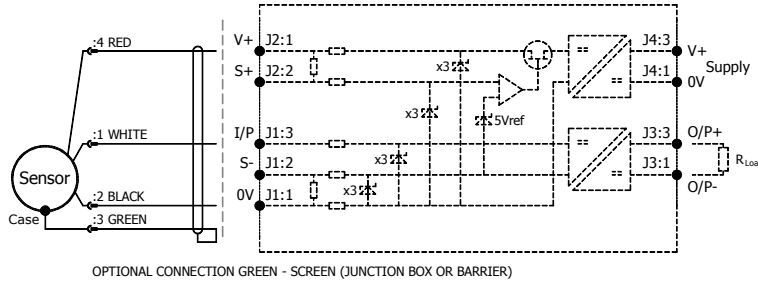 :4 RED
V+
J2:1
J4:3
V+
x3
S+
J2:2
J4:1
0V
Supply
x3
5Vref
:1 WHITE
I/P
J1:3
J3:3
O/P+
x3
RLoa
Sensor
S-
J1:2
J3:1
O/P-
x3
:2 BLACK
0V
J1:1
Case
:3 GREEN
OPTIONAL CONNECTION GREEN - SCREEN (JUNCTION BOX OR BARRIER)